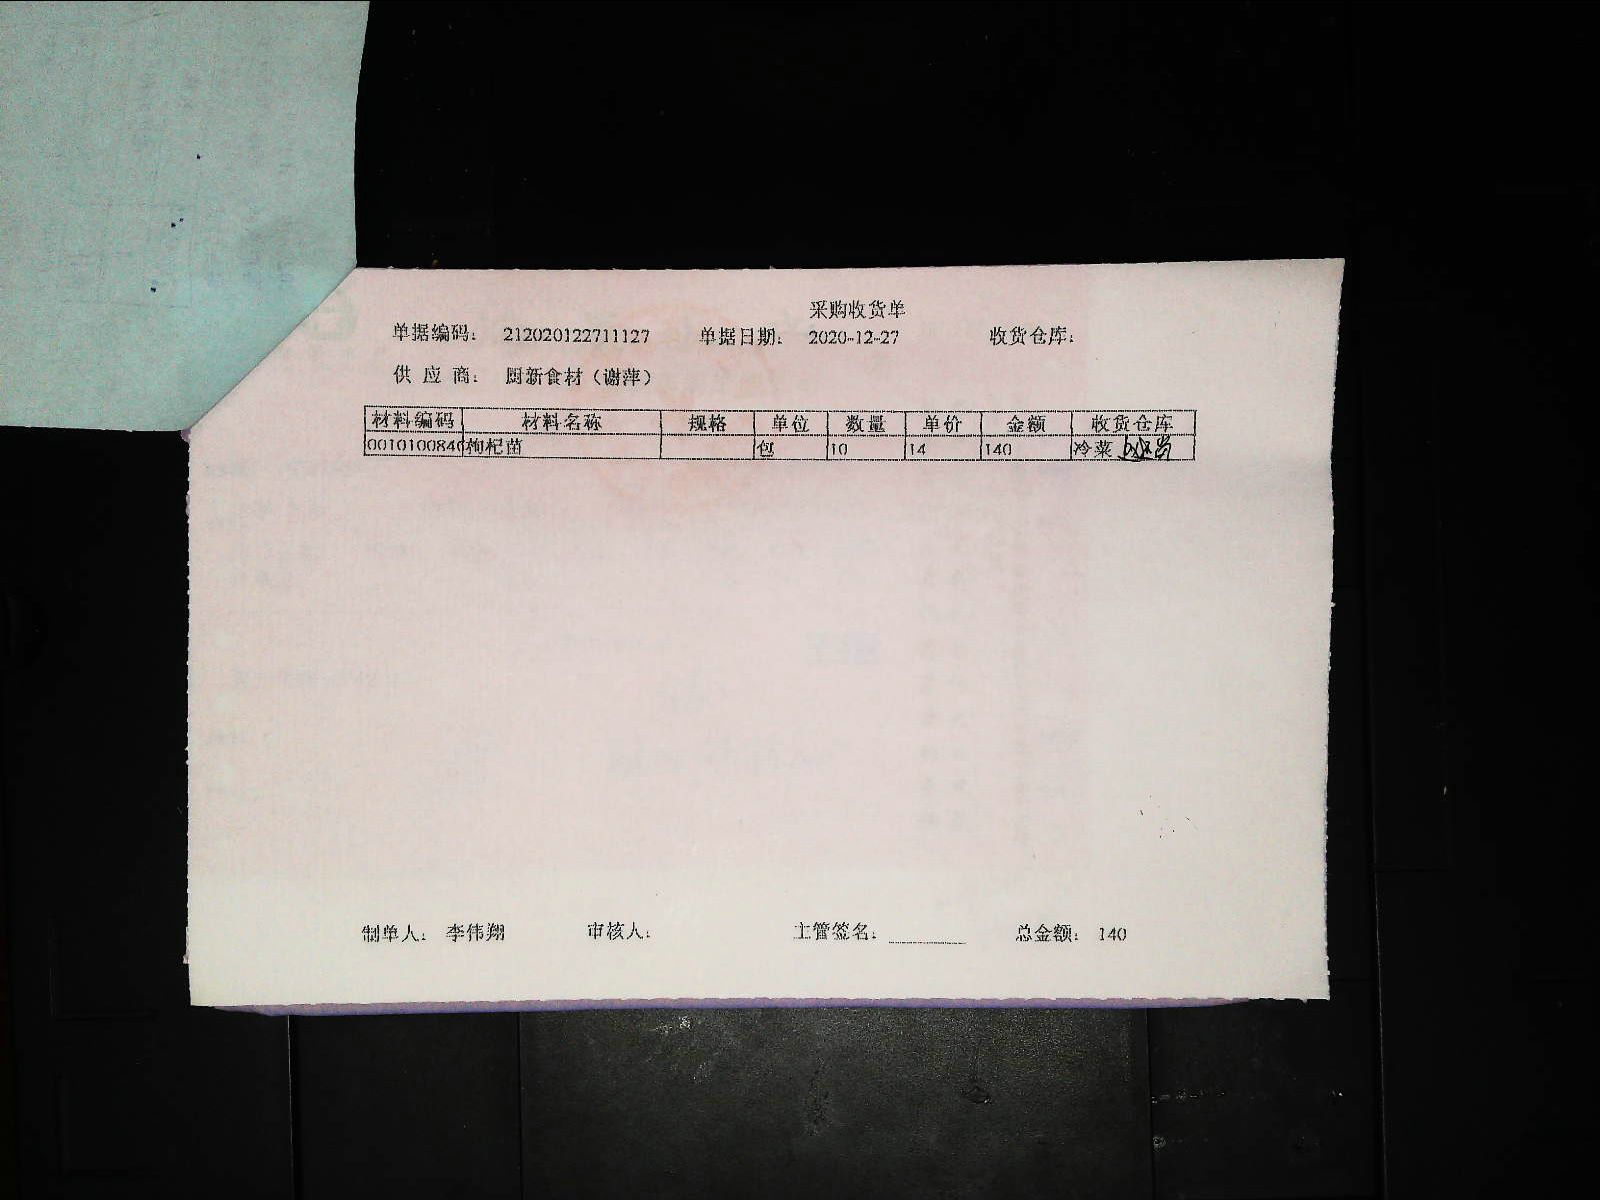 采购收货单
单据编码： 212020122711127 单据日期： 2020-12-27 收货仓库：
供 应 商： 厨新食材（谢萍）
材料编码 材料名称 规格 单位 数量 单价 金额 收货仓库
0010100840 枸杞苗 包 10 14 140 冷菜
制单人： 李伟翔 审核人： 主管签名： 总金额： 140